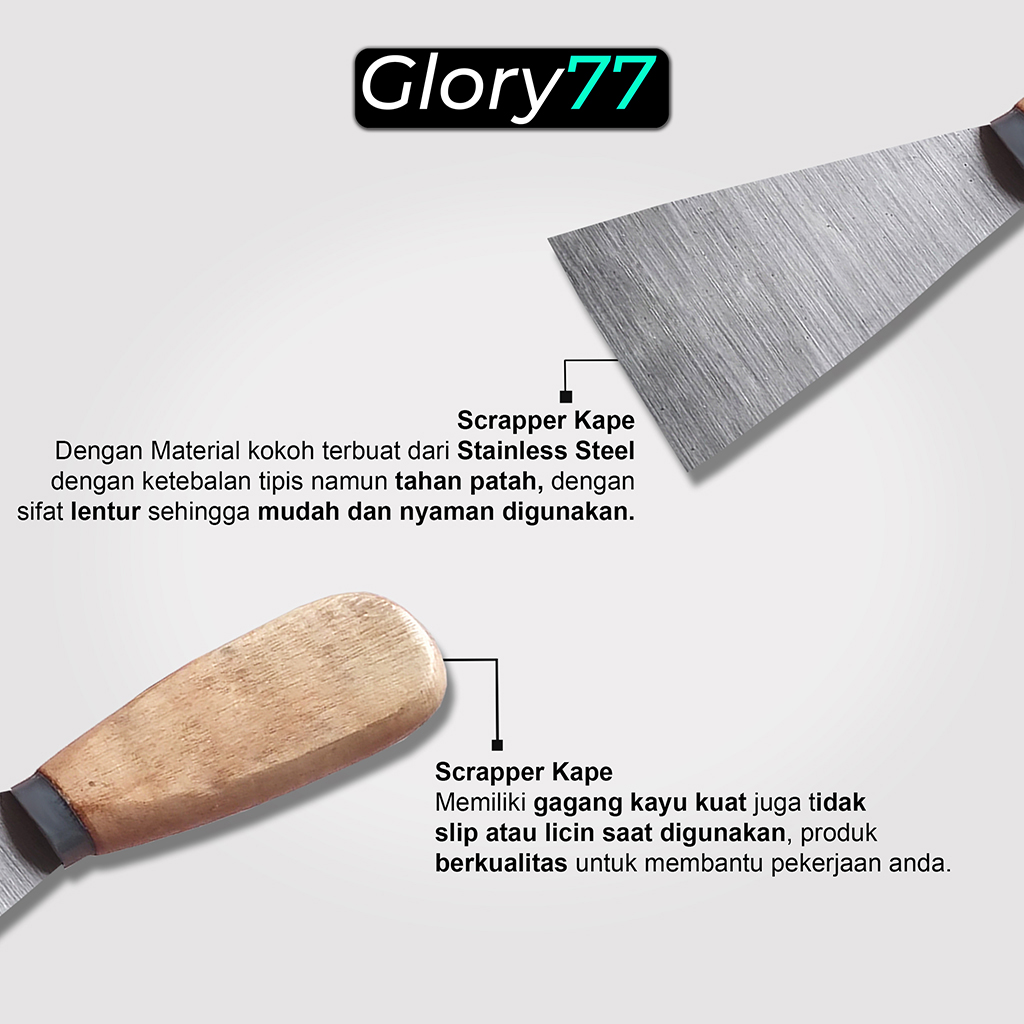 Glory77
Scrapper Kape
Dengan Material kokoh terbuat dari Stainless Steel
dengan ketebalan tipis namun tahan patah, dengan
sifat lentur sehingga mudah dan nyaman digunakan.
Scrapper Kape
Memiliki gagang kayu kuat juga tidak
slip atau licin saat digunakan, produk
berkualitas untuk membantu pekerjaan anda.